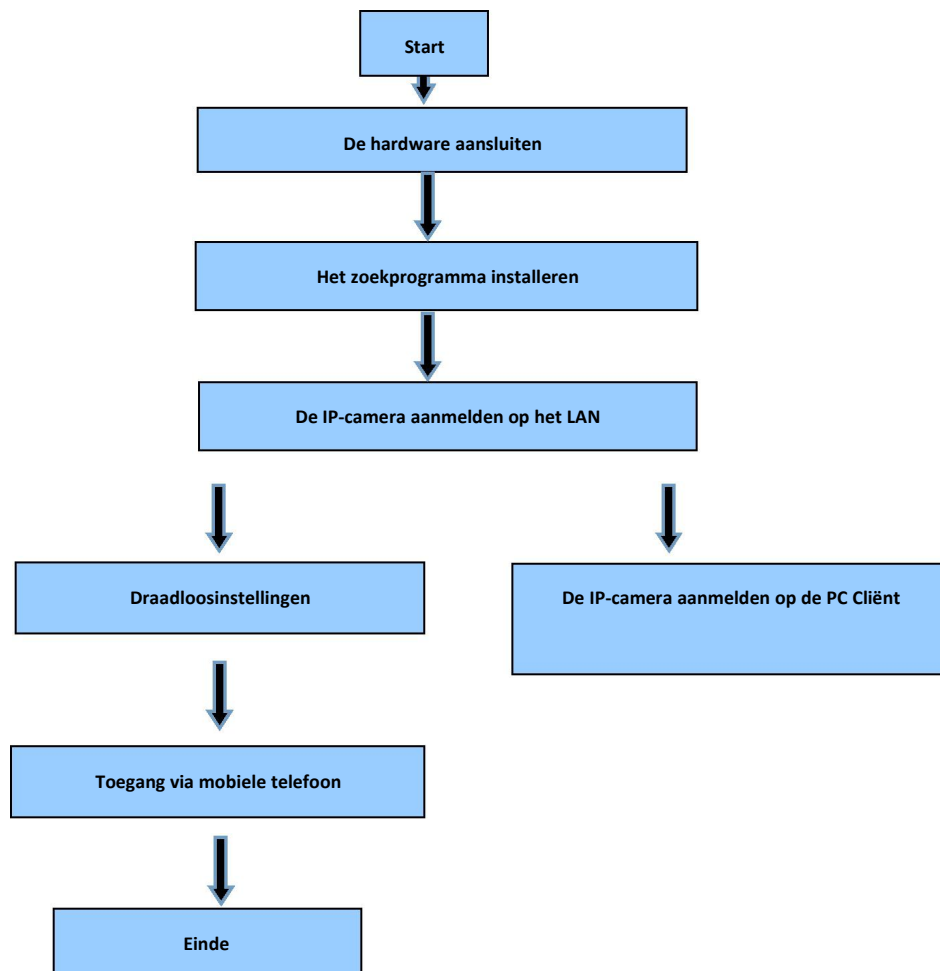 Start
De hardware aansluiten
Het zoekprogramma installeren
De IP-camera aanmelden op het LAN
Draadloosinstellingen
De IP-camera aanmelden op de PC Cliënt
Toegang via mobiele telefoon
Einde